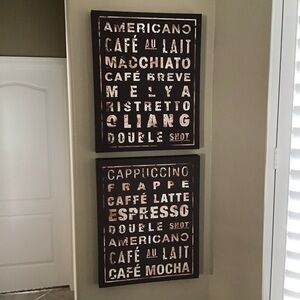 AMERICANO
CAFÉ AU LAIT
MACCHIATO
CAFÉ BREVE
MELYA
RISTRETTO
CLIANG
DOUBLE SHOT
CAPPUCCINO
FRAPPE
CAFFÉ LATTE
ESPRESSO
DOUBLE SHOT
AMERICANO
CAFÉ AU LAIT
CAFÉ MOCHA